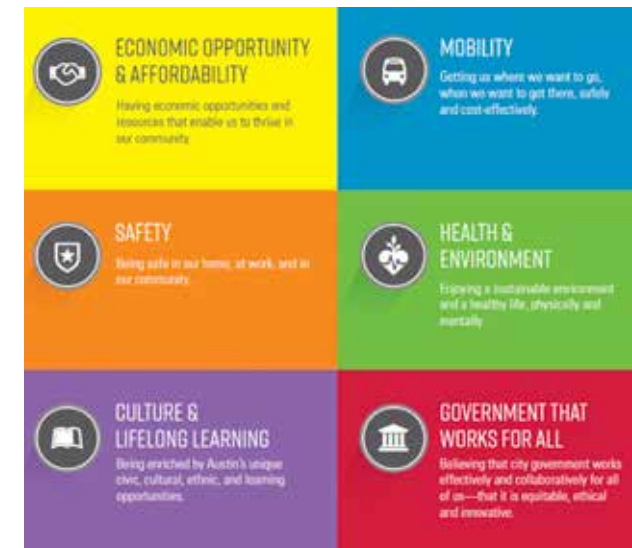 ECONOMIC OPPORTUNITY
& AFFORDABILITY
Having economic opportunities and
resources that enable us to thrive in
our community.
MOBILITY
Getting us where we want to go,
when we want to get there, safely
and cost-effectively.
SAFETY
Being safe in our home, at work, and in
our community.
HEALTH &
ENVIRONMENT
Enjoying a sustainable environment
and a healthy life, physically and
mentally.
CULTURE &
LIFELONG LEARNING
Being enriched by Austin's unique
civic, cultural, ethnic, and learning
opportunities.
GOVERNMENT THAT
WORKS FOR ALL
Believing that city government works
effectively and collaboratively for all
of us—that it is equitable, ethical
and innovative.